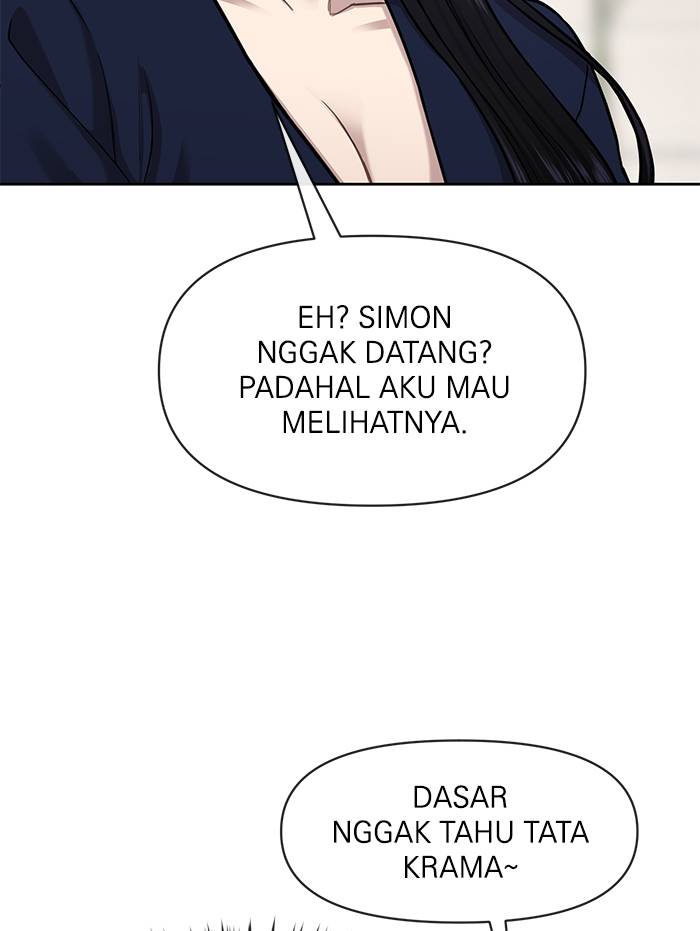 EH? SIMON
NGGAK DATANG?
PADAHAL AKU MAU
MELIHATNYA.
DASAR
NGGAK TAHU TATA
KRAMA~